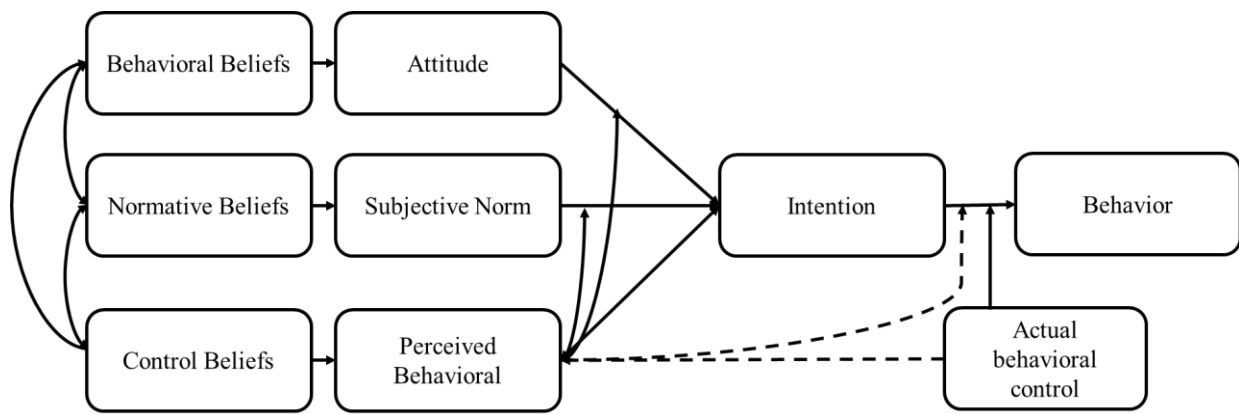 Behavioral Beliefs
Attitude
Normative Beliefs
Subjective Norm
Intention
Behavior
Control Beliefs
Perceived
Behavioral
Actual
behavioral
control